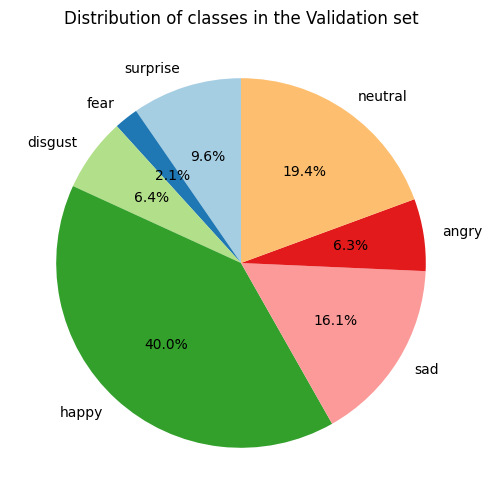 Distribution of classes in the Validation set
surprise
9.6%
fear
2.1%
disgust
6.4%
happy
40.0%
sad
16.1%
angry
6.3%
neutral
19.4%